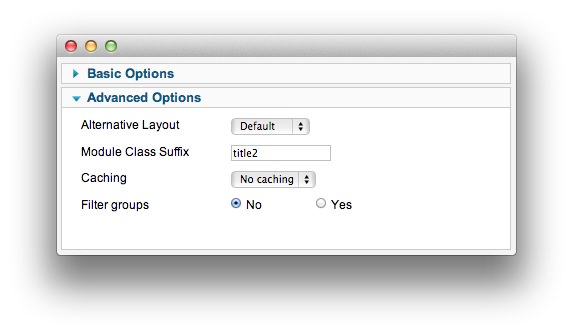 Basic Options
Advanced Options
Alternative Layout Default
Module Class Suffix title2
Caching No caching
Filter groups No Yes